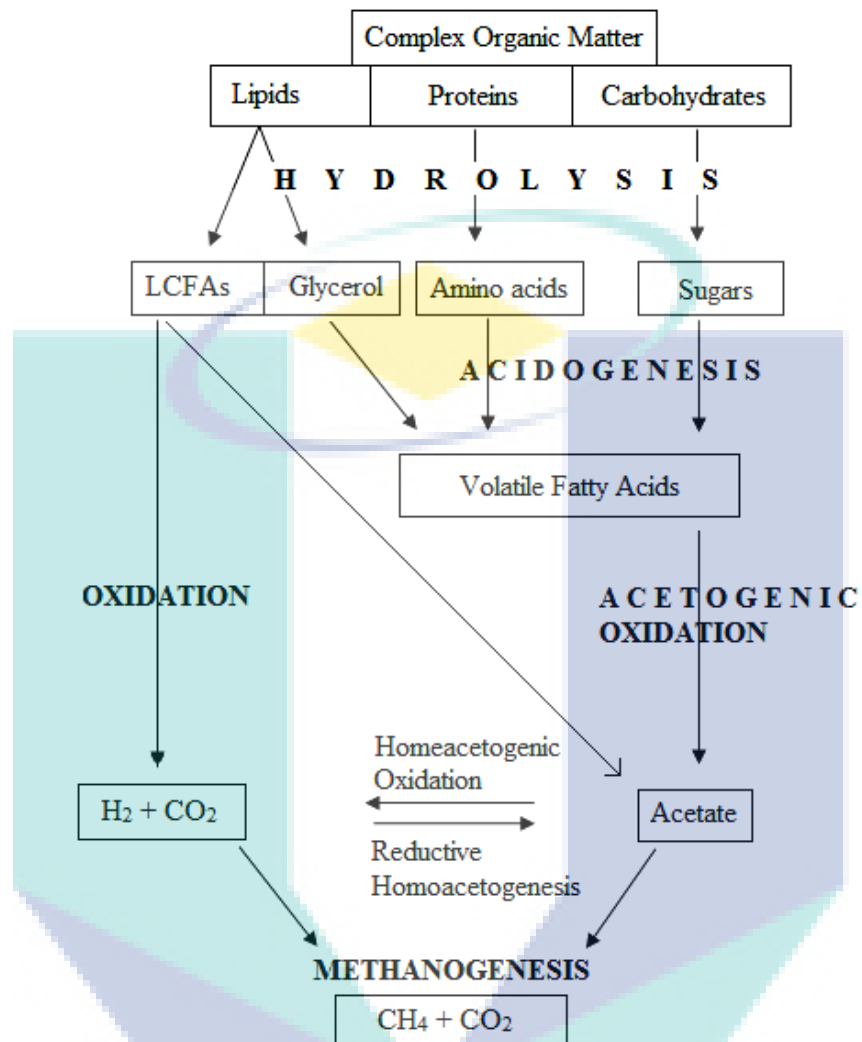 Complex Organic Matter
Lipids Proteins Carbohydrates
H Y D R O L Y S I S
LCFAs Glycerol Amino acids Sugars
A C I D O G E N E S I S
Volatile Fatty Acids
OXIDATION
A C E T O G E N I C
OXIDATION
Homeacetogenic
Oxidation
H₂ + CO₂
Acetate
Reductive
Homoacetogenesis
METHANOGENESIS
CH₄ + CO₂